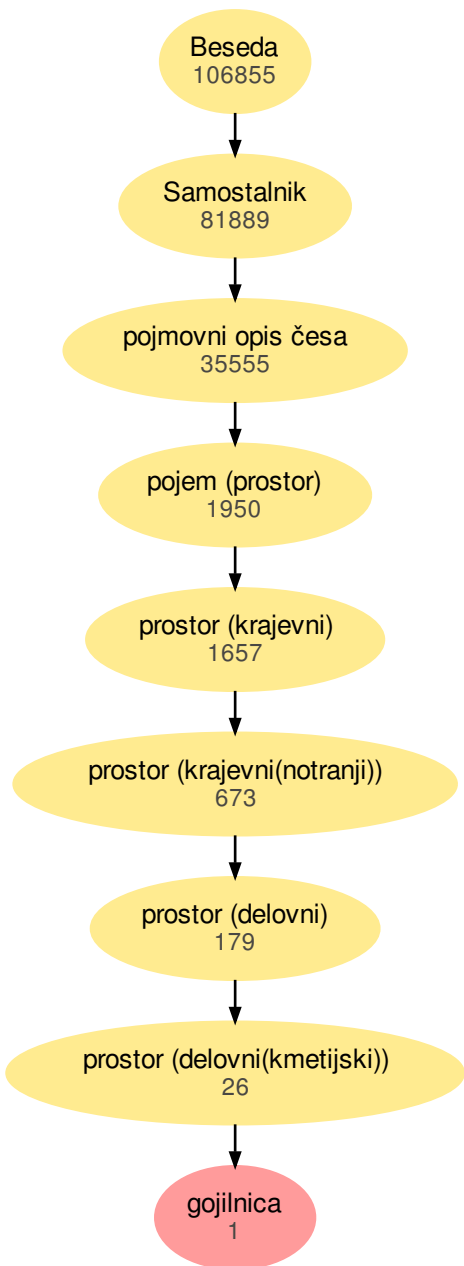 Beseda
106855
Samostalnik
81889
pojmovni opis česa
35555
pojem (prostor)
1950
prostor (krajevni)
1657
prostor (krajevni(notranji))
673
prostor (delovni)
179
prostor (delovni(kmetijski))
26
gojilnica
1